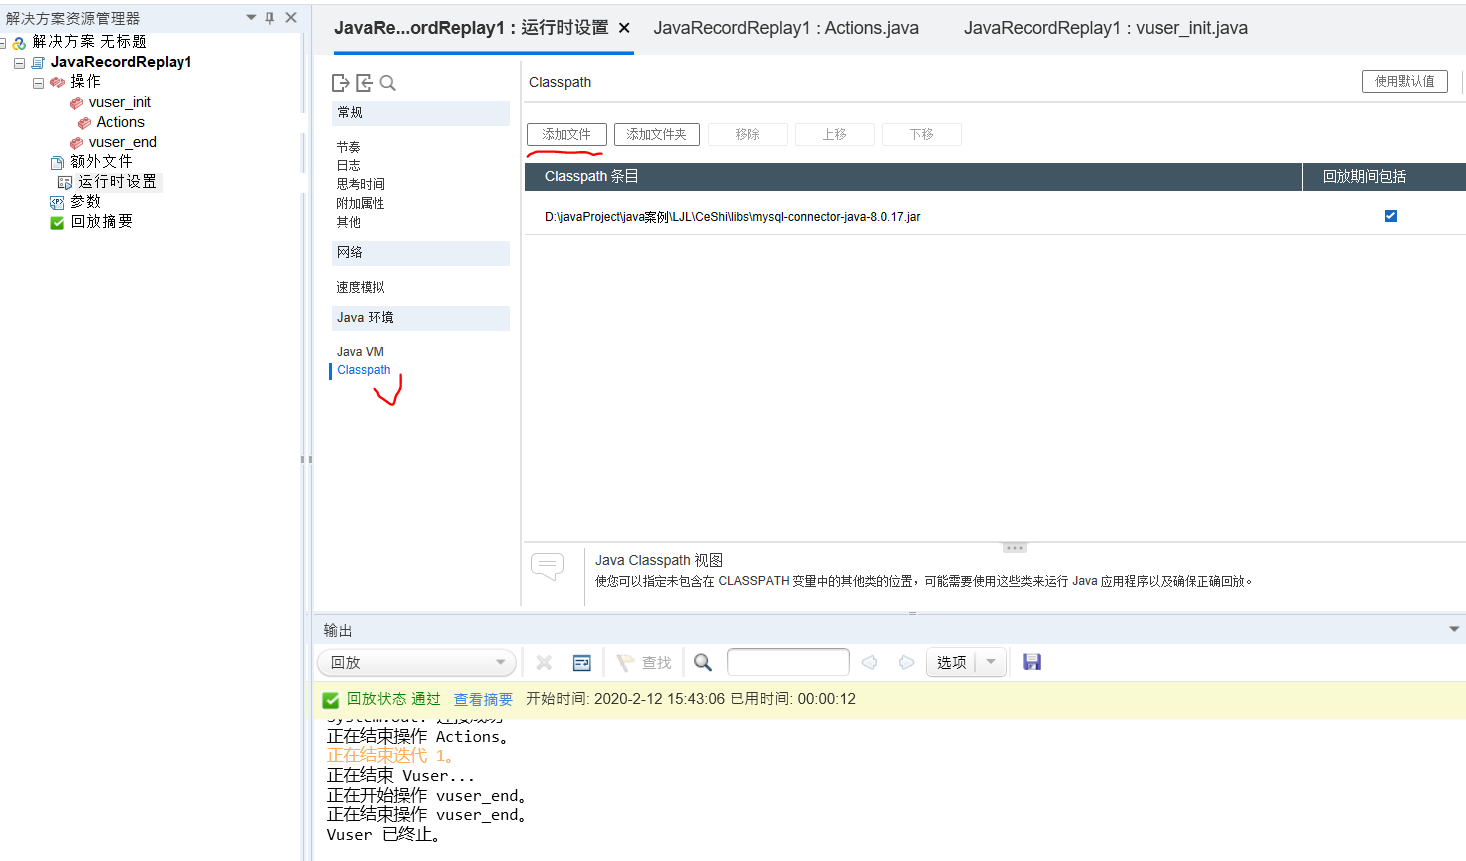 解决方案资源管理器
解决方案 无标题
JavaRecordReplay1
操作
vuser_init
Actions
vuser_end
额外文件
运行时设置
参数
回放摘要
JavaRe...ordReplay1 : 运行时设置
JavaRecordReplay1 : Actions.java
JavaRecordReplay1 : vuser_init.java
常规
节奏
日志
思考时间
附加属性
其他
网络
速度模拟
Java 环境
Java VM
Classpath
Classpath
使用默认值
添加文件
添加文件夹
移除
上移
下移
Classpath 条目
回放期间包括
D:\javaProject\java案例\LJL\CeShi\libs\mysql-connector-java-8.0.17.jar
Java Classpath 视图
使您可以指定未包含在 CLASSPATH 变量中的其他类的位置，可能需要使用这些类来运行 Java 应用程序以及确保正确回放。
输出
回放
查找
选项
回放状态 通过 查看摘要 开始时间: 2020-2-12 15:43:06 已用时间: 00:00:12
System.out: 连接成功
正在结束操作 Actions。
正在结束迭代 1。
正在结束 Vuser...
正在开始操作 vuser_end。
正在结束操作 vuser_end。
Vuser 已终止。